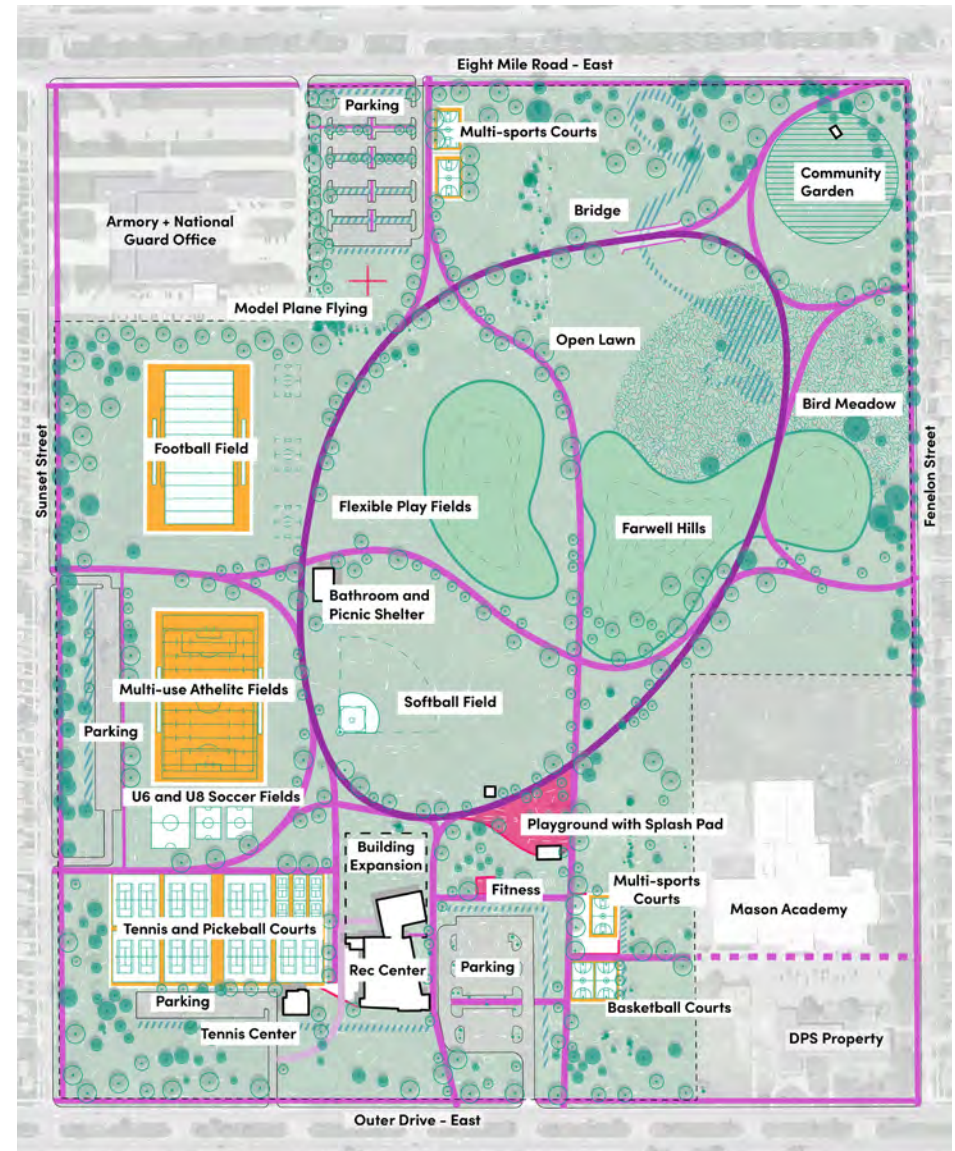 Eight Mile Road - East
Parking
Multi-sports Courts
Community
Garden
Armory + National
Guard Office
Bridge
Model Plane Flying
Open Lawn
Bird Meadow
Football Field
Sunset Street
Fenelon Street
Flexible Play Fields
Farwell Hills
Bathroom and
Picnic Shelter
Multi-use Athelitc Fields
Softball Field
Parking
U6 and U8 Soccer Fields
Playground with Splash Pad
Building
Expansion
Fitness
Multi-sports
Courts
Mason Academy
Tennis and Pickeball Courts
Rec Center
Parking
Parking
Basketball Courts
Tennis Center
DPS Property
Outer Drive - East